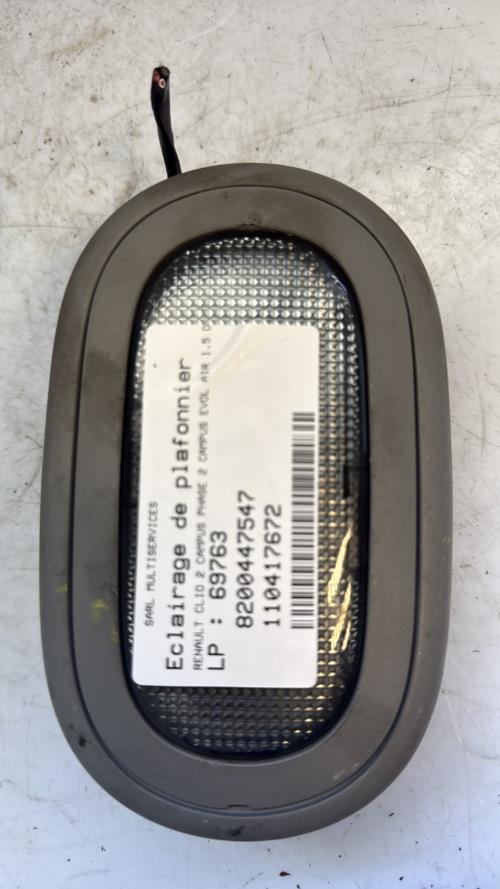 SARL MULTISERVICES
Eclairage de plafonnier
RENAULT CLIO 2 CAMPUS PHASE 2 CAMPUS EVOL AIR 1.5 D
LP : 69763
8200447547
110417672